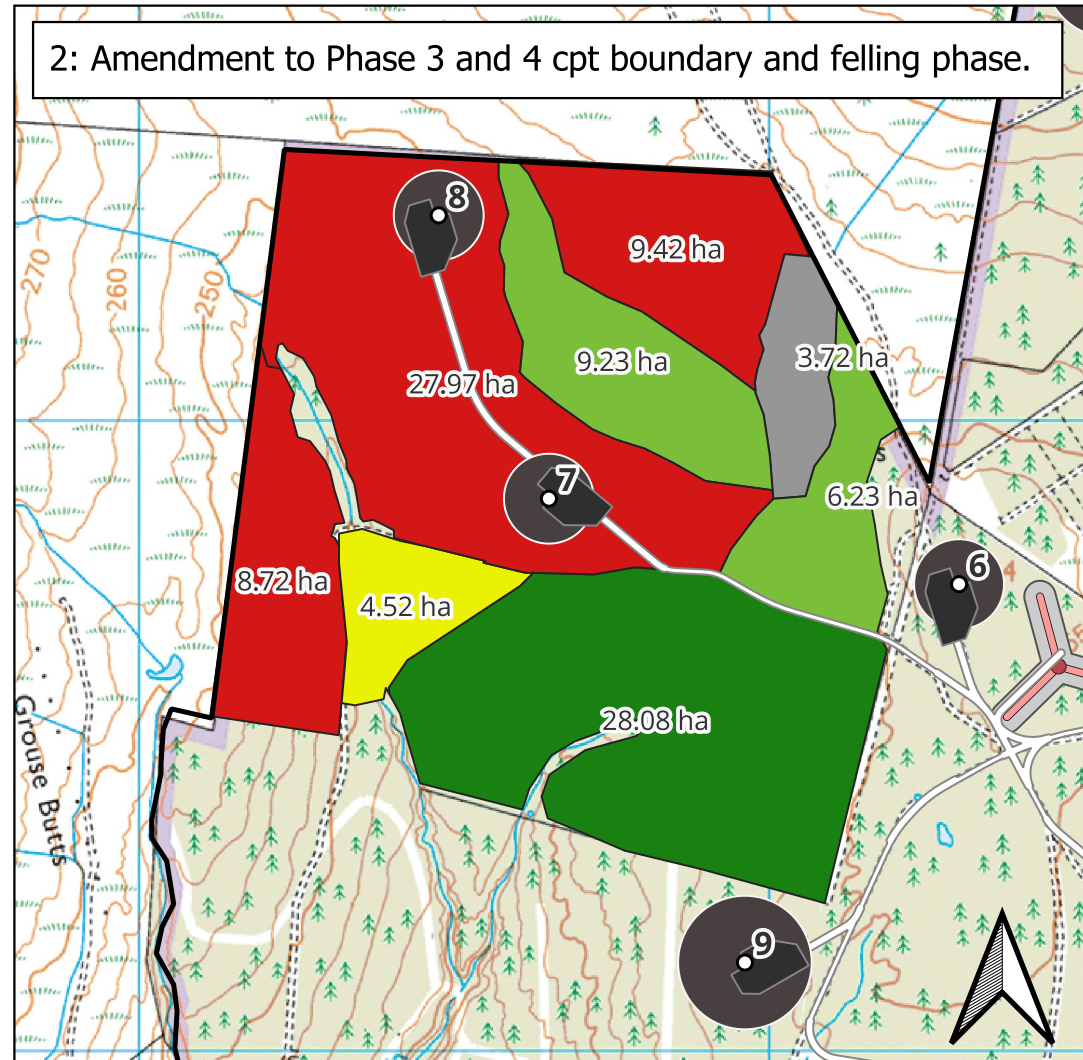 2: Amendment to Phase 3 and 4 cpt boundary and felling phase.
8
9.42 ha
270
260
250
9.23 ha
3.72 ha
27.97 ha
7
6.23 ha
6
8.72 ha
4.52 ha
28.08 ha
Grouse Butts
9